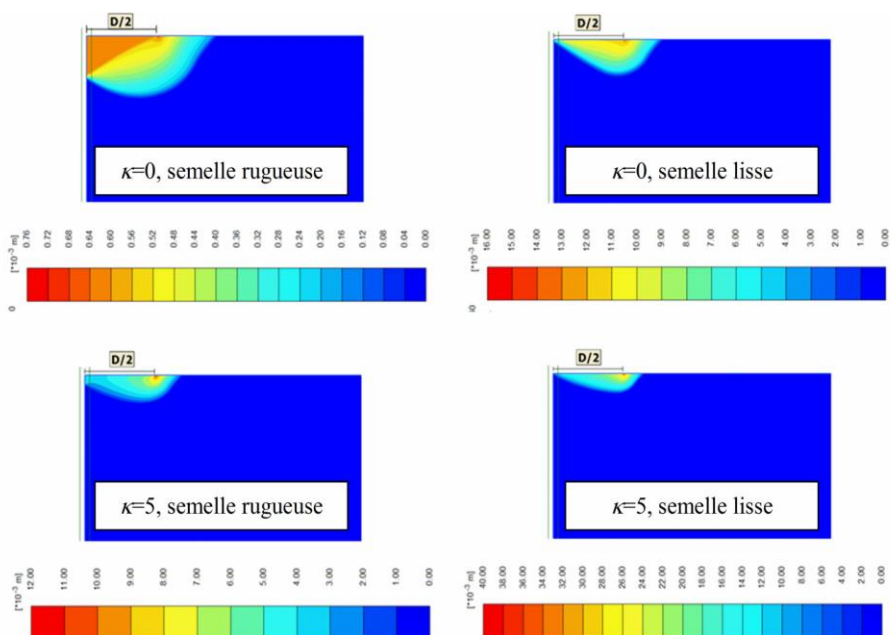 D/2
κ=0, semelle rugueuse
0.76 0.72 0.68 0.64 0.60 0.56 0.52 0.48 0.44 0.40 0.36 0.32 0.28 0.24 0.20 0.16 0.12 0.08 0.04 0.00
[*10⁻³ m]
0
D/2
κ=0, semelle lisse
16.00 15.00 14.00 13.00 12.00 11.00 10.00 9.00 8.00 7.00 6.00 5.00 4.00 3.00 2.00 1.00 0.00
[*10⁻³ m]
D/2
κ=5, semelle rugueuse
12.00 11.00 10.00 9.00 8.00 7.00 6.00 5.00 4.00 3.00 2.00 1.00 0.00
[*10⁻³ m]
D/2
κ=5, semelle lisse
40.00 38.00 36.00 34.00 32.00 30.00 28.00 26.00 24.00 22.00 20.00 18.00 16.00 14.00 12.00 10.00 8.00 6.00 4.00 2.00 0.00
[*10⁻³ m]